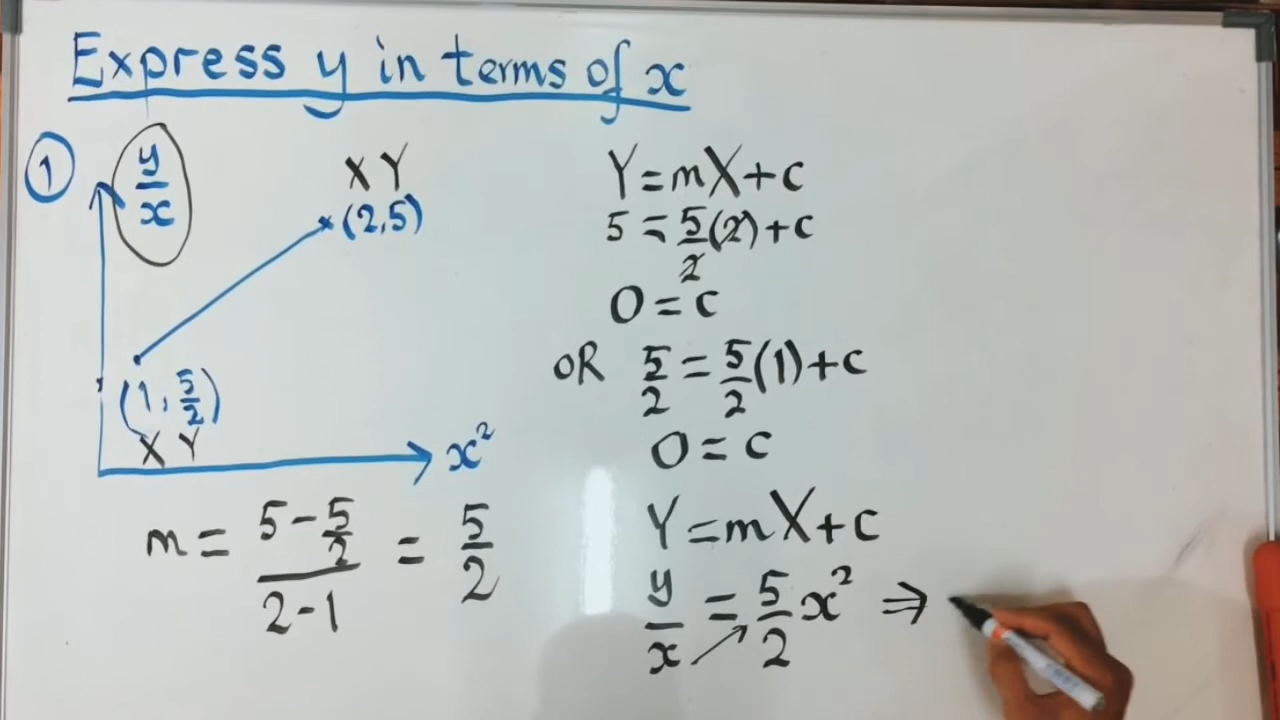 Express y in terms of x
1
y/x
X Y
(2,5)
(1, 5/2)
X Y
x²
m = (5 - 5/2)/(2-1) = 5/2
Y = mX + c
5 = 5/2(2) + c
0 = c
OR 5/2 = 5/2(1) + c
0 = c
Y = mX + c
y/x = 5/2 x² ⇒